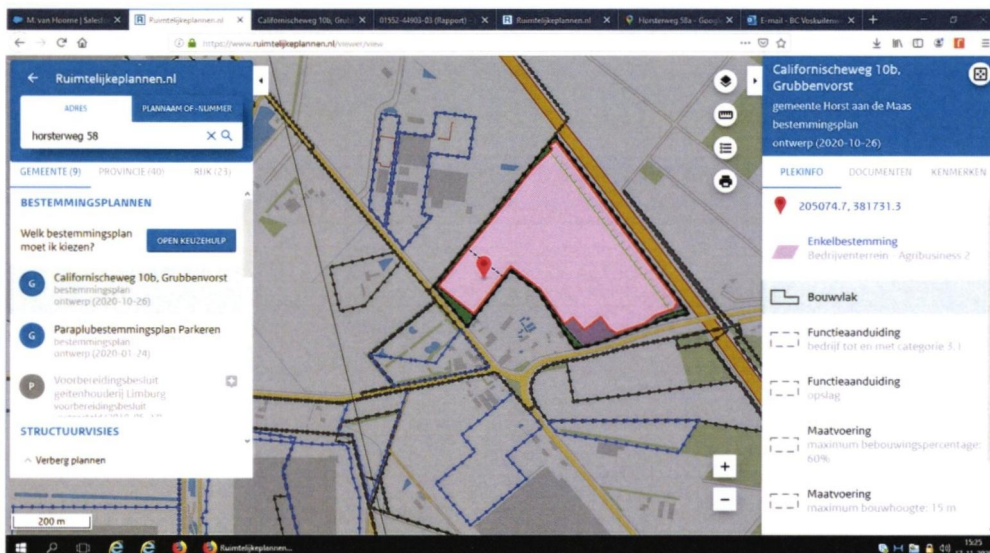 M. van Hoorne | Salesfor
Ruimtelijkeplannen.nl
Californischeweg 10b, Grubb
01552-44903-03 (Rapport)
Ruimtelijkeplannen.nl
Horsterweg 58a - Google
E-mail - BC Voskuilenw
https://www.ruimtelijkeplannen.nl/viewer/view
Ruimtelijkeplannen.nl
ADRES
PLANNAAM OF -NUMMER
horsterweg 58
GEMEENTE (9)
PROVINCIE (40)
RIJK (23)
BESTEMMINGSPLANNEN
Welk bestemmingsplan
moet ik kiezen?
OPEN KEUZEHULP
G
Californischeweg 10b, Grubbenvorst
bestemmingsplan
ontwerp (2020-10-26)
G
Paraplubestemmingsplan Parkeren
bestemmingsplan
ontwerp (2020-01-24)
P
Voorbereidingsbesluit
geitenhouderij Limburg
voorbereidingsbesluit
STRUCTUURVISIES
Verberg plannen
200 m
Californischeweg 10b,
Grubbenvorst
gemeente Horst aan de Maas
bestemmingsplan
ontwerp (2020-10-26)
PLEKINFO
DOCUMENTEN
KENMERKEN
205074.7, 381731.3
Enkelbestemming
Bedrijventerrein - Agribusiness 2
Bouwvlak
Functieaanduiding
bedrijf tot en met categorie 3.1
Functieaanduiding
opslag
Maatvoering
maximum bebouwingspercentage:
60%
Maatvoering
maximum bouwhoogte: 15 m
Ruimtelijkeplannen...
15:25